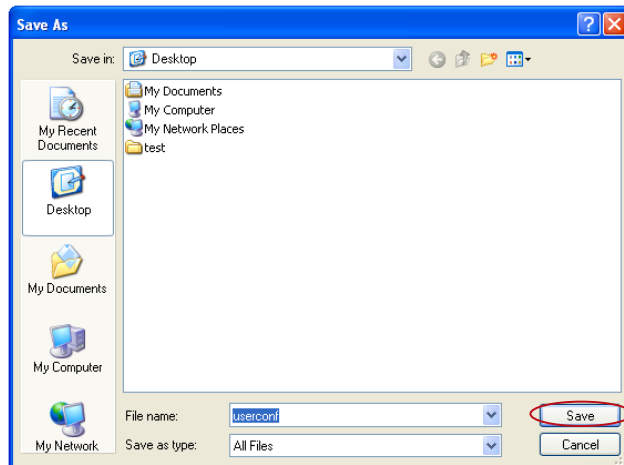 Save As
Save in:
Desktop
My Recent
Documents
Desktop
My Documents
My Computer
My Network
My Documents
My Computer
My Network Places
test
File name:
userconf
Save
Save as type:
All Files
Cancel